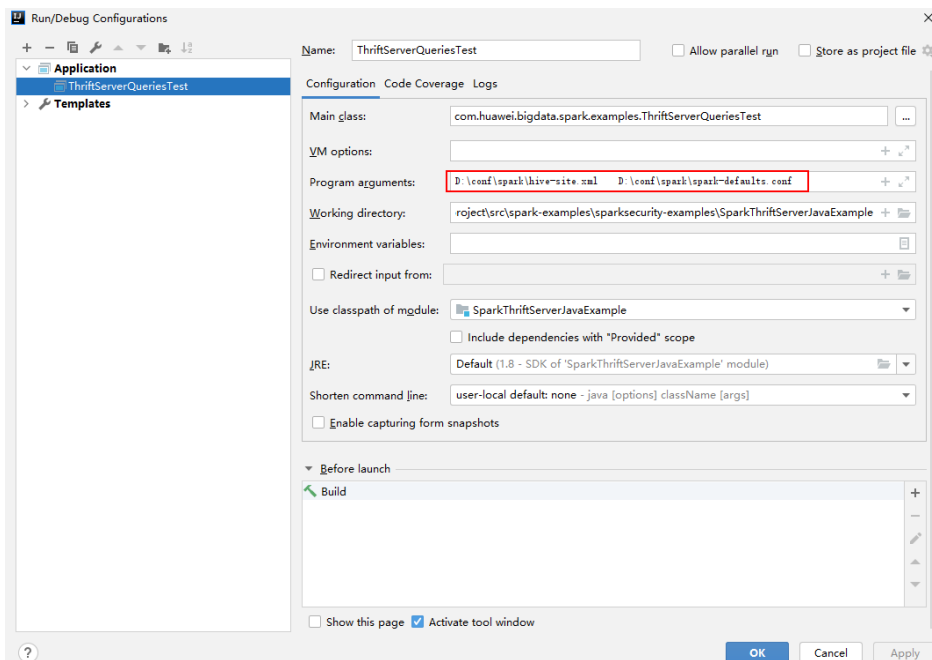 Run/Debug Configurations
Application
ThriftServerQueriesTest
Templates
Name: ThriftServerQueriesTest Allow parallel run Store as project file
Configuration Code Coverage Logs
Main class: com.huawei.bigdata.spark.examples.ThriftServerQueriesTest ...
VM options:
Program arguments: D:\conf\spark\hive-site.xml D:\conf\spark\spark-defaults.conf
Working directory: roject\src\spark-examples\sparksecurity-examples\SparkThriftServerJavaExample
Environment variables:
Redirect input from:
Use classpath of module: SparkThriftServerJavaExample
Include dependencies with "Provided" scope
JRE: Default (1.8 - SDK of 'SparkThriftServerJavaExample' module)
Shorten command line: user-local default: none - java [options] className [args]
Enable capturing form snapshots
Before launch
Build
Show this page Activate tool window
? OK Cancel Apply